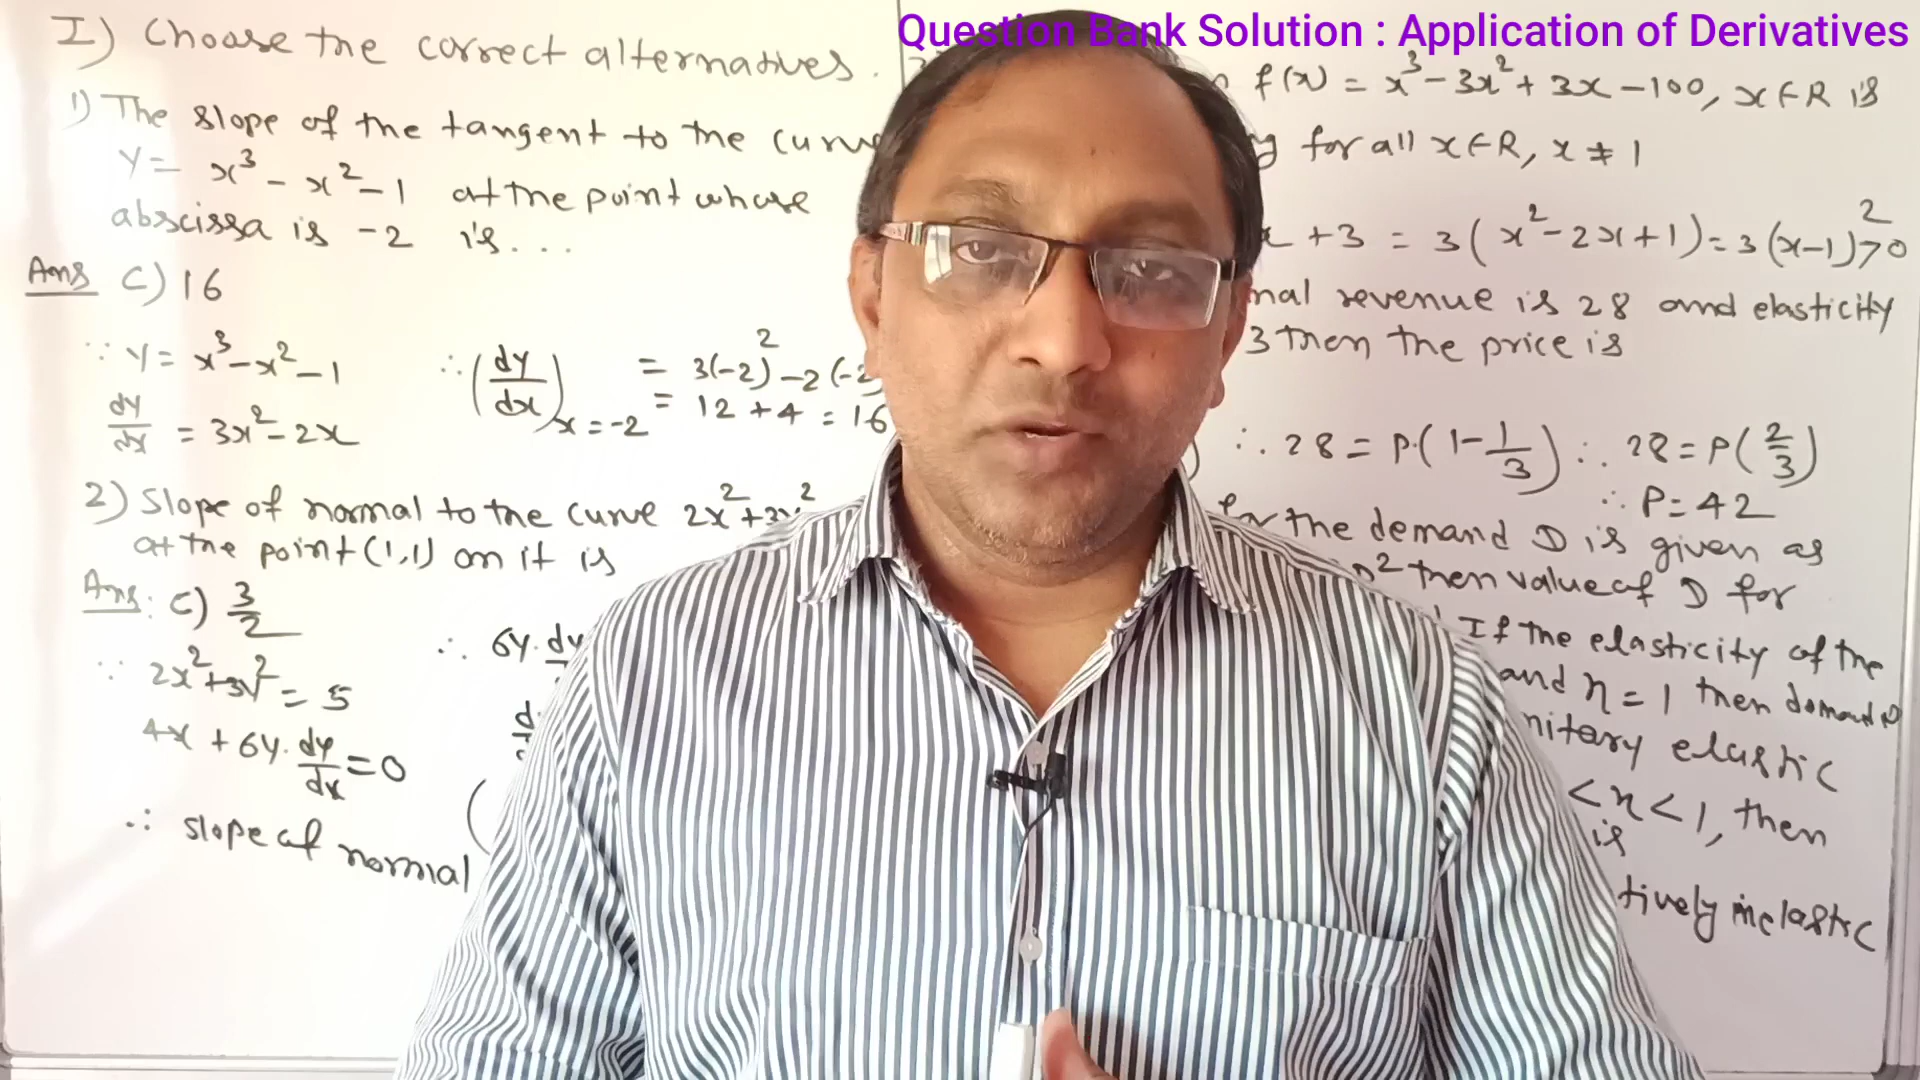 Question Bank Solution : Application of Derivatives
I) Choose the correct alternatives.
1) The slope of the tangent to the curve
Y = x³ - x² - 1 at the point whose
abscissa is -2 is...
Ans C) 16
∵ Y = x³ - x² - 1
dy/dx = 3x² - 2x
∴ (dy/dx) x = -2 = 3(-2)² - 2(-2)
= 12 + 4 = 16
2) Slope of normal to the curve 2x² + 3y²
at the point (1,1) on it is
Ans: C) 3/2
∵ 2x² + 3y² = 5
4x + 6y. dy/dx = 0
∴ 6y. dy
∴ slope of normal
f(x) = x³ - 3x² + 3x - 100, x ∈ R is
for all x ∈ R, x ≠ 1
x + 3 = 3(x² - 2x + 1) = 3(x-1)² > 0
revenue is 28 and elasticity
3 then the price is
∴ 28 = P.(1 - 1/3) ∴ 28 = P(2/3)
∴ P = 42
for the demand D is given as
D² then value of D for
If the elasticity of the
and η = 1 then demand D
elastic
< η < 1, then
is
inelastic